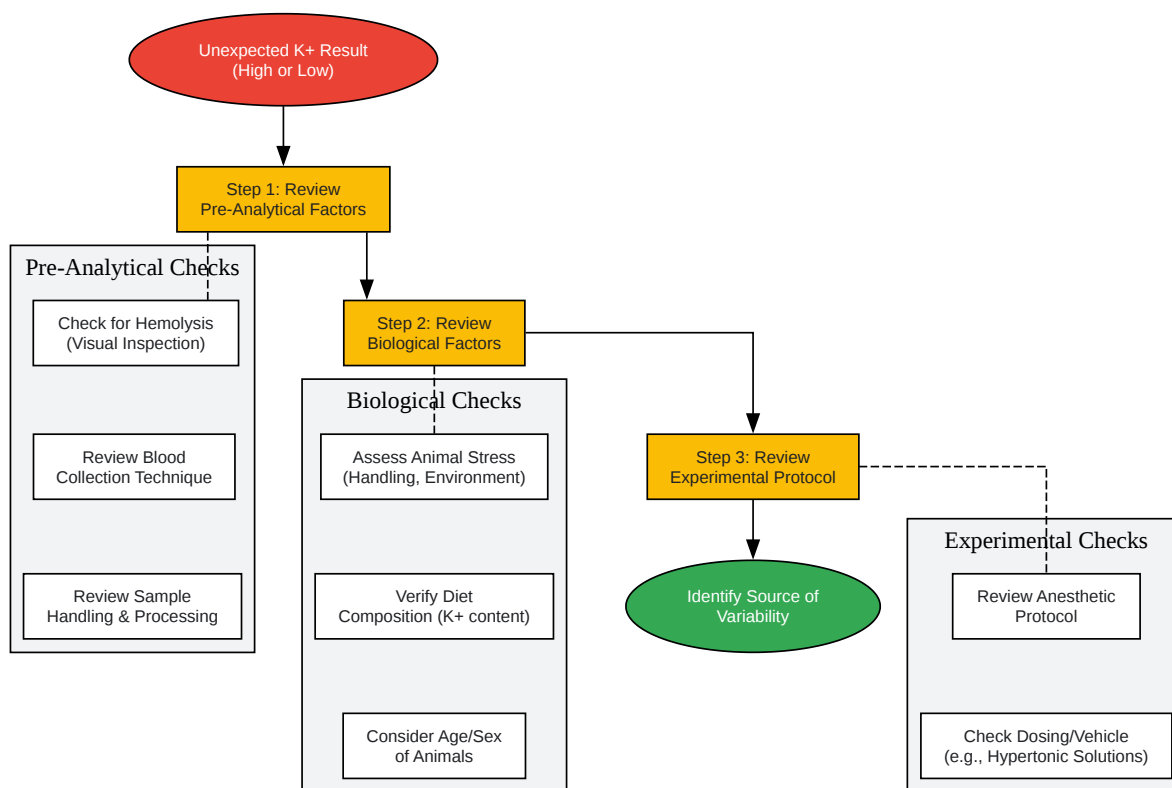 Unexpected K+ Result
(High or Low)
Step 1: Review
Pre-Analytical Factors
Pre-Analytical Checks
Check for Hemolysis
(Visual Inspection)
Review Blood
Collection Technique
Review Sample
Handling & Processing
Step 2: Review
Biological Factors
Biological Checks
Assess Animal Stress
(Handling, Environment)
Verify Diet
Composition (K+ content)
Consider Age/Sex
of Animals
Step 3: Review
Experimental Protocol
Identify Source of
Variability
Experimental Checks
Review Anesthetic
Protocol
Check Dosing/Vehicle
(e.g., Hypertonic Solutions)